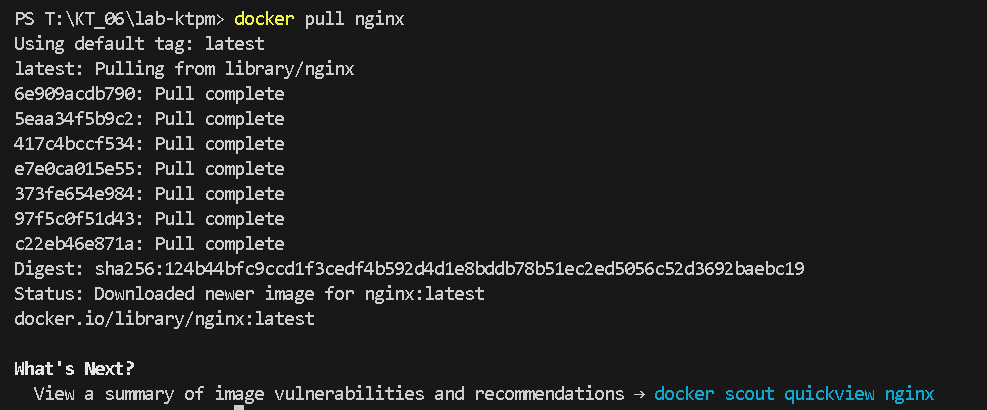 PS T:\KT_06\lab-ktpm> docker pull nginx
Using default tag: latest
latest: Pulling from library/nginx
6e909acdb790: Pull complete
5eaa34f5b9c2: Pull complete
417c4bccf534: Pull complete
e7e0ca015e55: Pull complete
373fe654e984: Pull complete
97f5c0f51d43: Pull complete
c22eb46e871a: Pull complete
Digest: sha256:124b44bfc9ccd1f3cedf4b592d4d1e8bddb78b51ec2ed5056c52d3692baebc19
Status: Downloaded newer image for nginx:latest
docker.io/library/nginx:latest
What's Next?
View a summary of image vulnerabilities and recommendations → docker scout quickview nginx